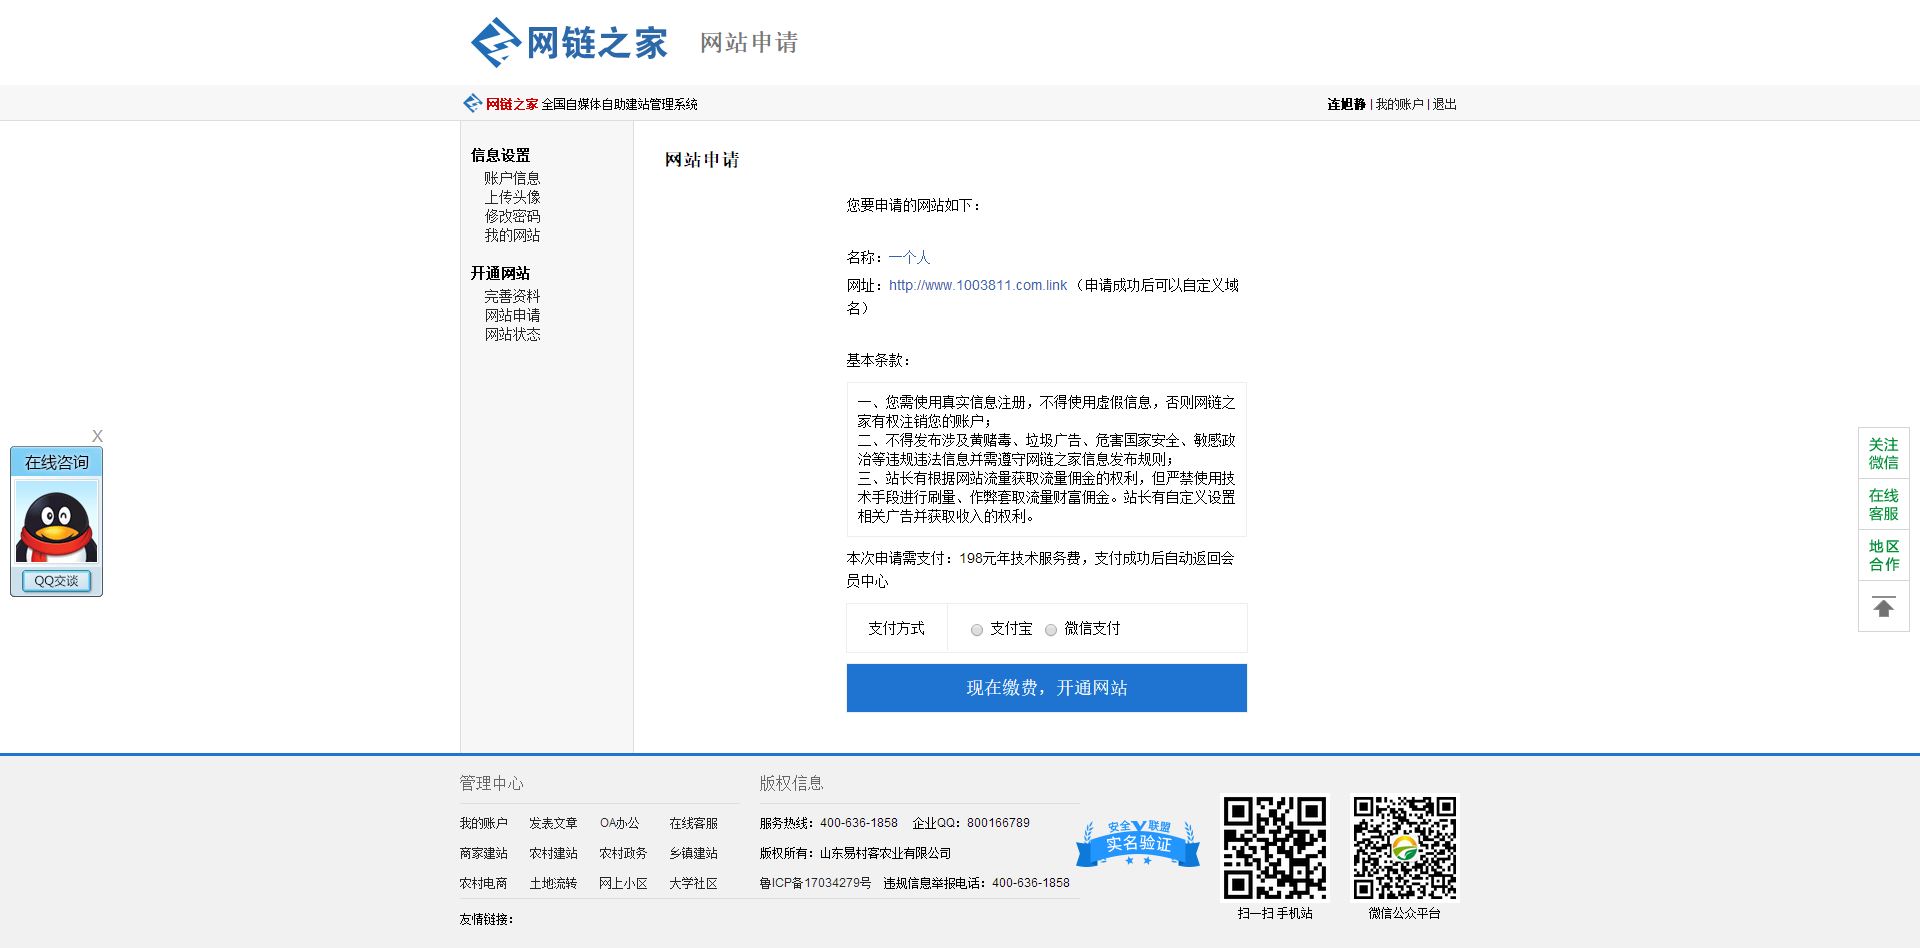 网链之家 网站申请
网链之家 全国自媒体自助建站管理系统
连旭静 | 我的账户 | 退出
信息设置
账户信息
上传头像
修改密码
我的网站
开通网站
完善资料
网站申请
网站状态
网站申请
您要申请的网站如下：
名称：一个人
网址：http://www.1003811.com.link（申请成功后可以自定义域
名）
基本条款：
一、您需使用真实信息注册，不得使用虚假信息，否则网链之
家有权注销您的账户；
二、不得发布涉及黄赌毒、垃圾广告、危害国家安全、敏感政
治等违规违法信息并需遵守网链之家信息发布规则；
三、站长有根据网站流量获取流量佣金的权利，但严禁使用技
术手段进行刷量、作弊套取流量财富佣金。站长有自定义设置
相关广告并获取收入的权利。
本次申请需支付：198元年技术服务费，支付成功后自动返回会
员中心
支付方式 支付宝 微信支付
现在缴费，开通网站
X
在线咨询
QQ交谈
关注
微信
在线
客服
地区
合作
管理中心
我的账户 发表文章 OA办公 在线客服
商家建站 农村建站 农村政务 乡镇建站
农村电商 土地流转 网上小区 大学社区
友情链接：
版权信息
服务热线：400-636-1858 企业QQ：800166789
版权所有：山东易村客农业有限公司
鲁ICP备17034279号 违规信息举报电话：400-636-1858
安全V联盟
实名验证
扫一扫 手机站
微信公众平台